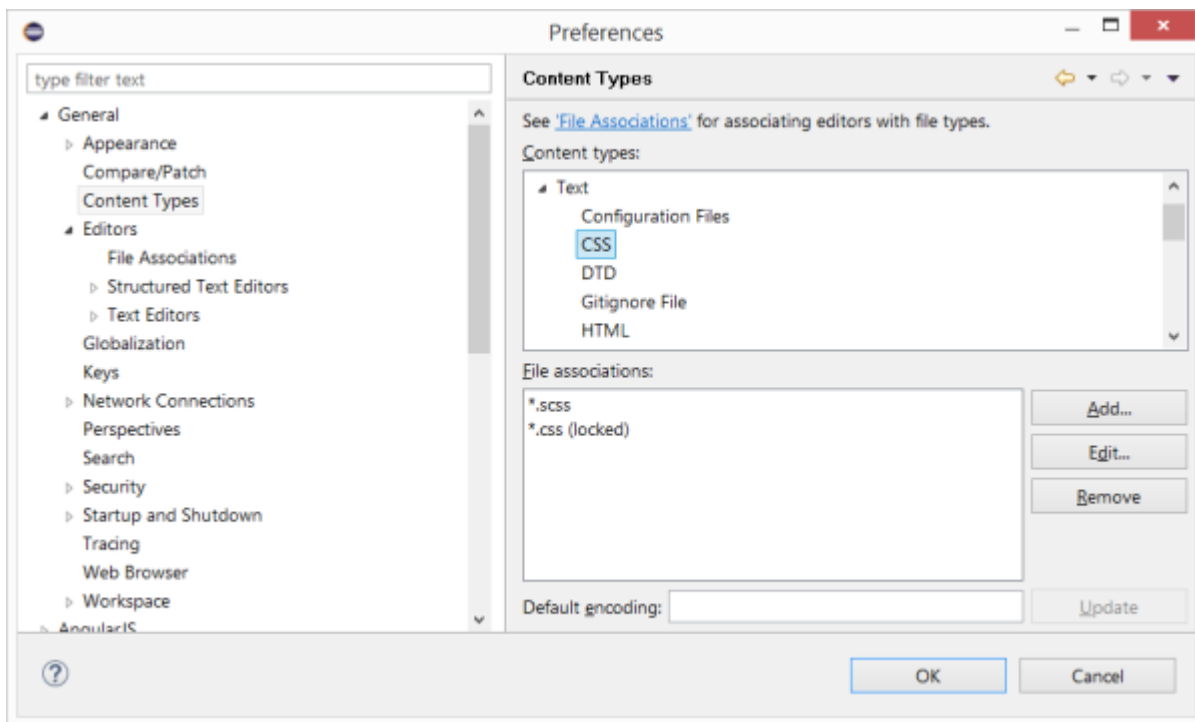 Preferences
type filter text
General
Appearance
Compare/Patch
Content Types
Editors
File Associations
Structured Text Editors
Text Editors
Globalization
Keys
Network Connections
Perspectives
Search
Security
Startup and Shutdown
Tracing
Web Browser
Workspace
AngularJS
Content Types
See 'File Associations' for associating editors with file types.
Content types:
Text
Configuration Files
CSS
DTD
Gitignore File
HTML
File associations:
*.scss
*.css (locked)
Add...
Edit...
Remove
Default encoding:
Update
OK
Cancel